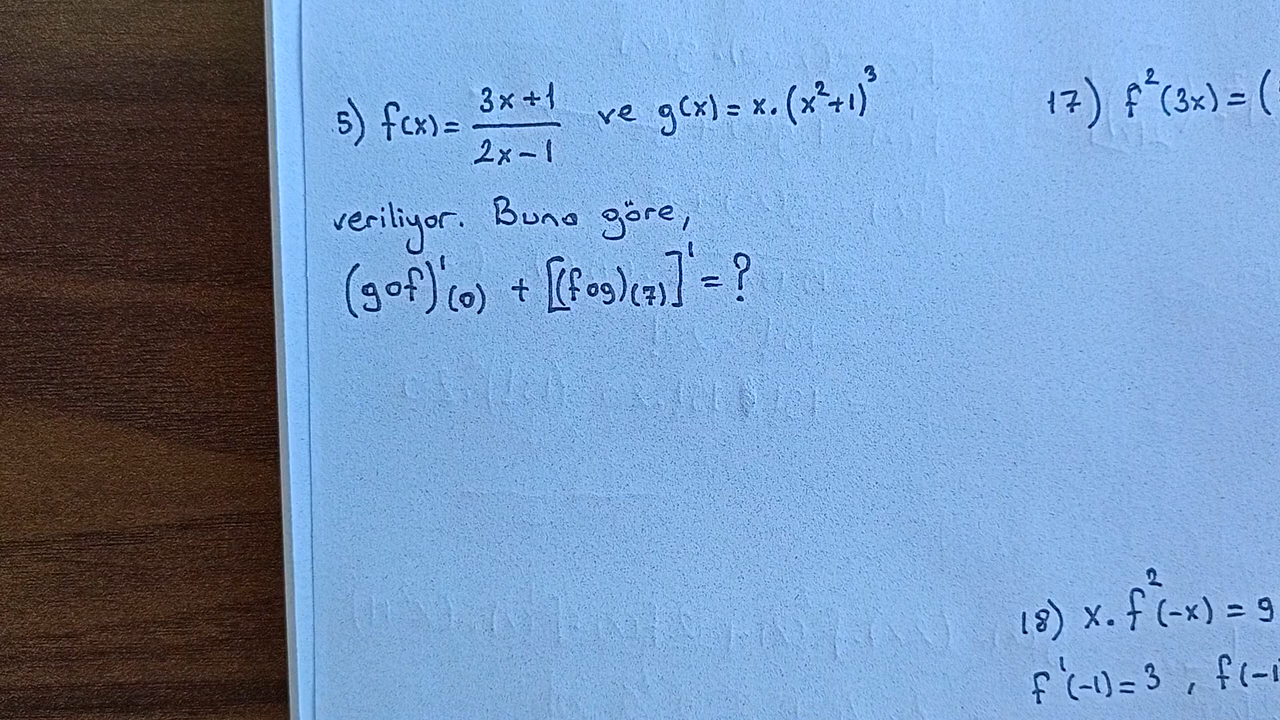 5) f(x) = (3x+1)/(2x-1) ve g(x) = x.(x²+1)³
veriliyor. Buna göre,
(gof)'(0) + [(fog)(7)]' = ?
17) f²(3x) = (
18) x.f²(-x) = 9
f'(-1) = 3 , f(-1